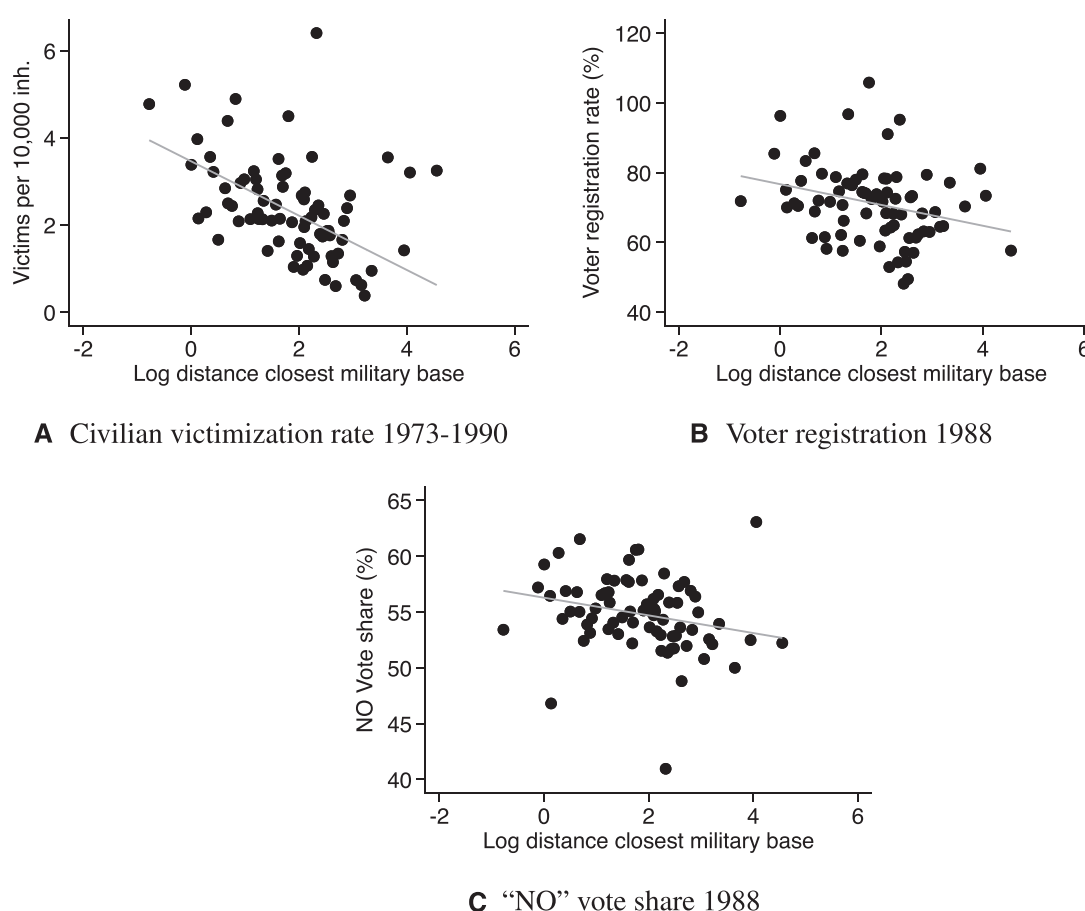 Victims per 10,000 inh.
6
4
2
0
-2 0 2 4 6
Log distance closest military base
A Civilian victimization rate 1973-1990
Voter registration rate (%)
120
100
80
60
40
-2 0 2 4 6
Log distance closest military base
B Voter registration 1988
NO Vote share (%)
65
60
55
50
45
40
-2 0 2 4 6
Log distance closest military base
C “NO” vote share 1988